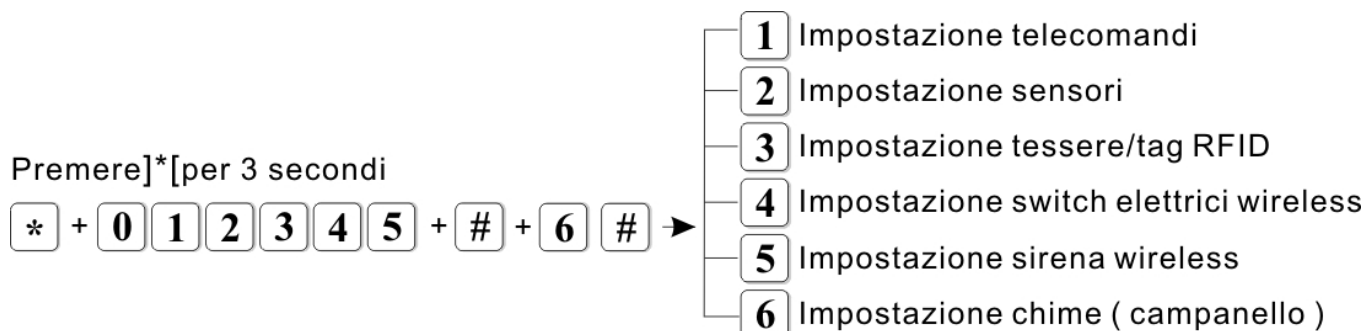 Premere]*[per 3 secondi
* + 0 1 2 3 4 5 + # + 6 #
1 Impostazione telecomandi
2 Impostazione sensori
3 Impostazione tessere/tag RFID
4 Impostazione switch elettrici wireless
5 Impostazione sirena wireless
6 Impostazione chime ( campanello )